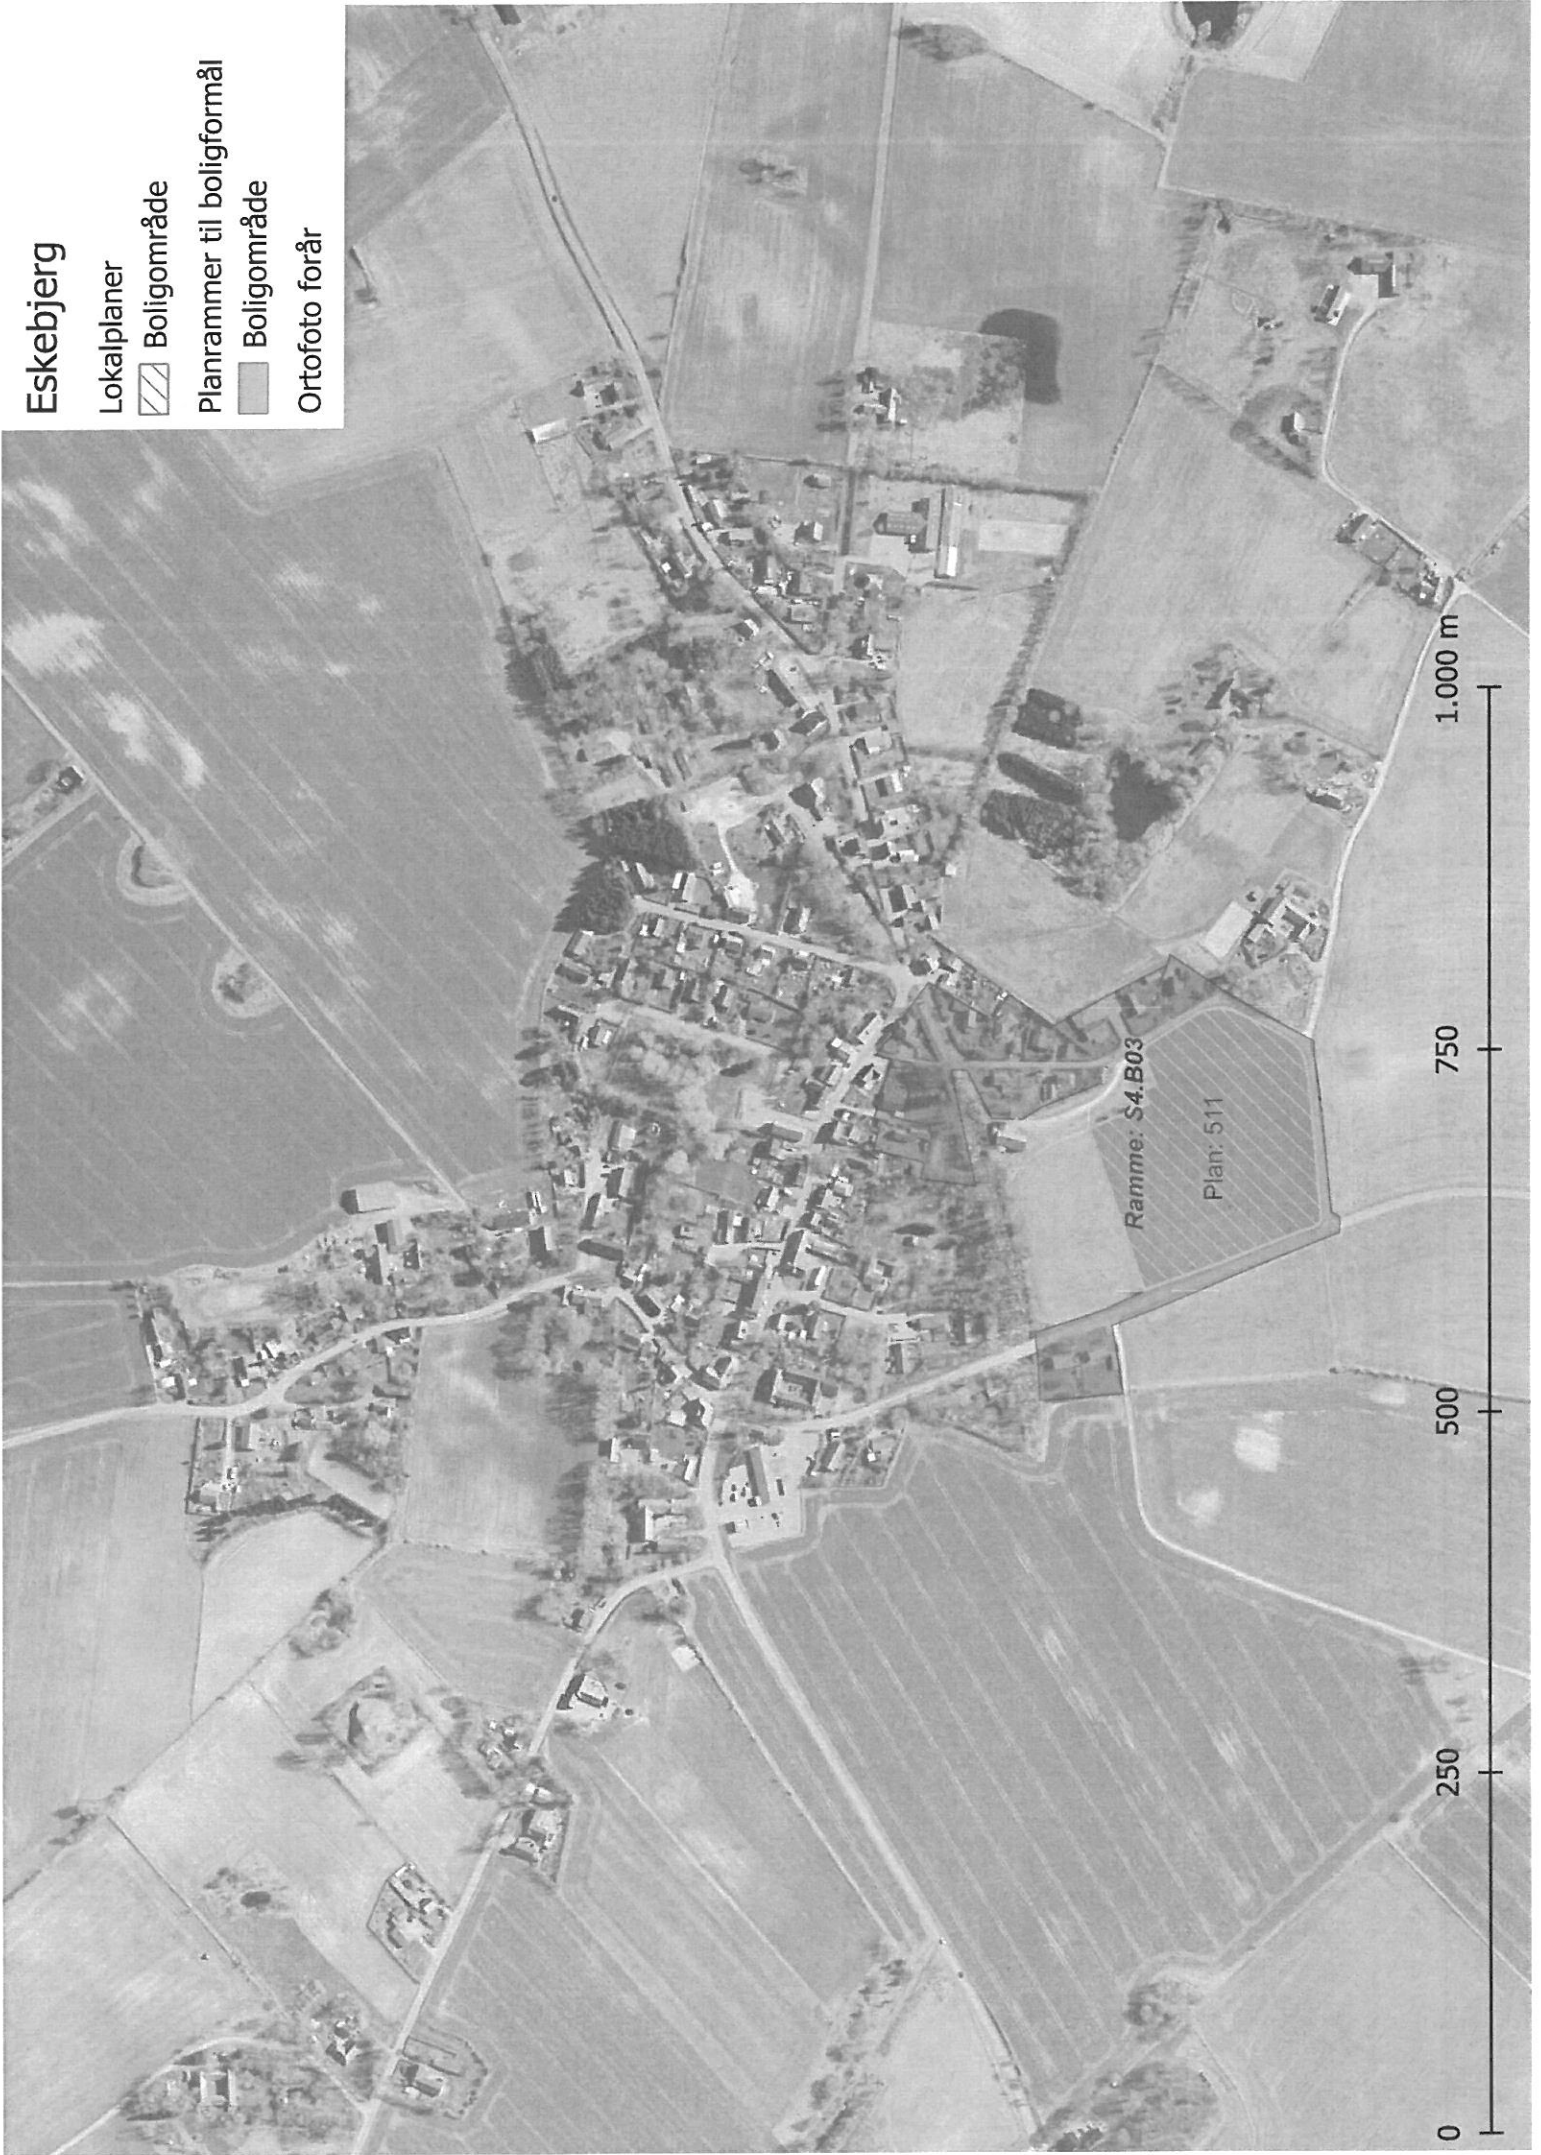 Eskebjerg
Lokalplaner
Boligområde
Planrammer til boligformål
Boligområde
Ortofoto forår
Ramme: S4.B03
Plan: 511
0 250 500 750 1.000 m